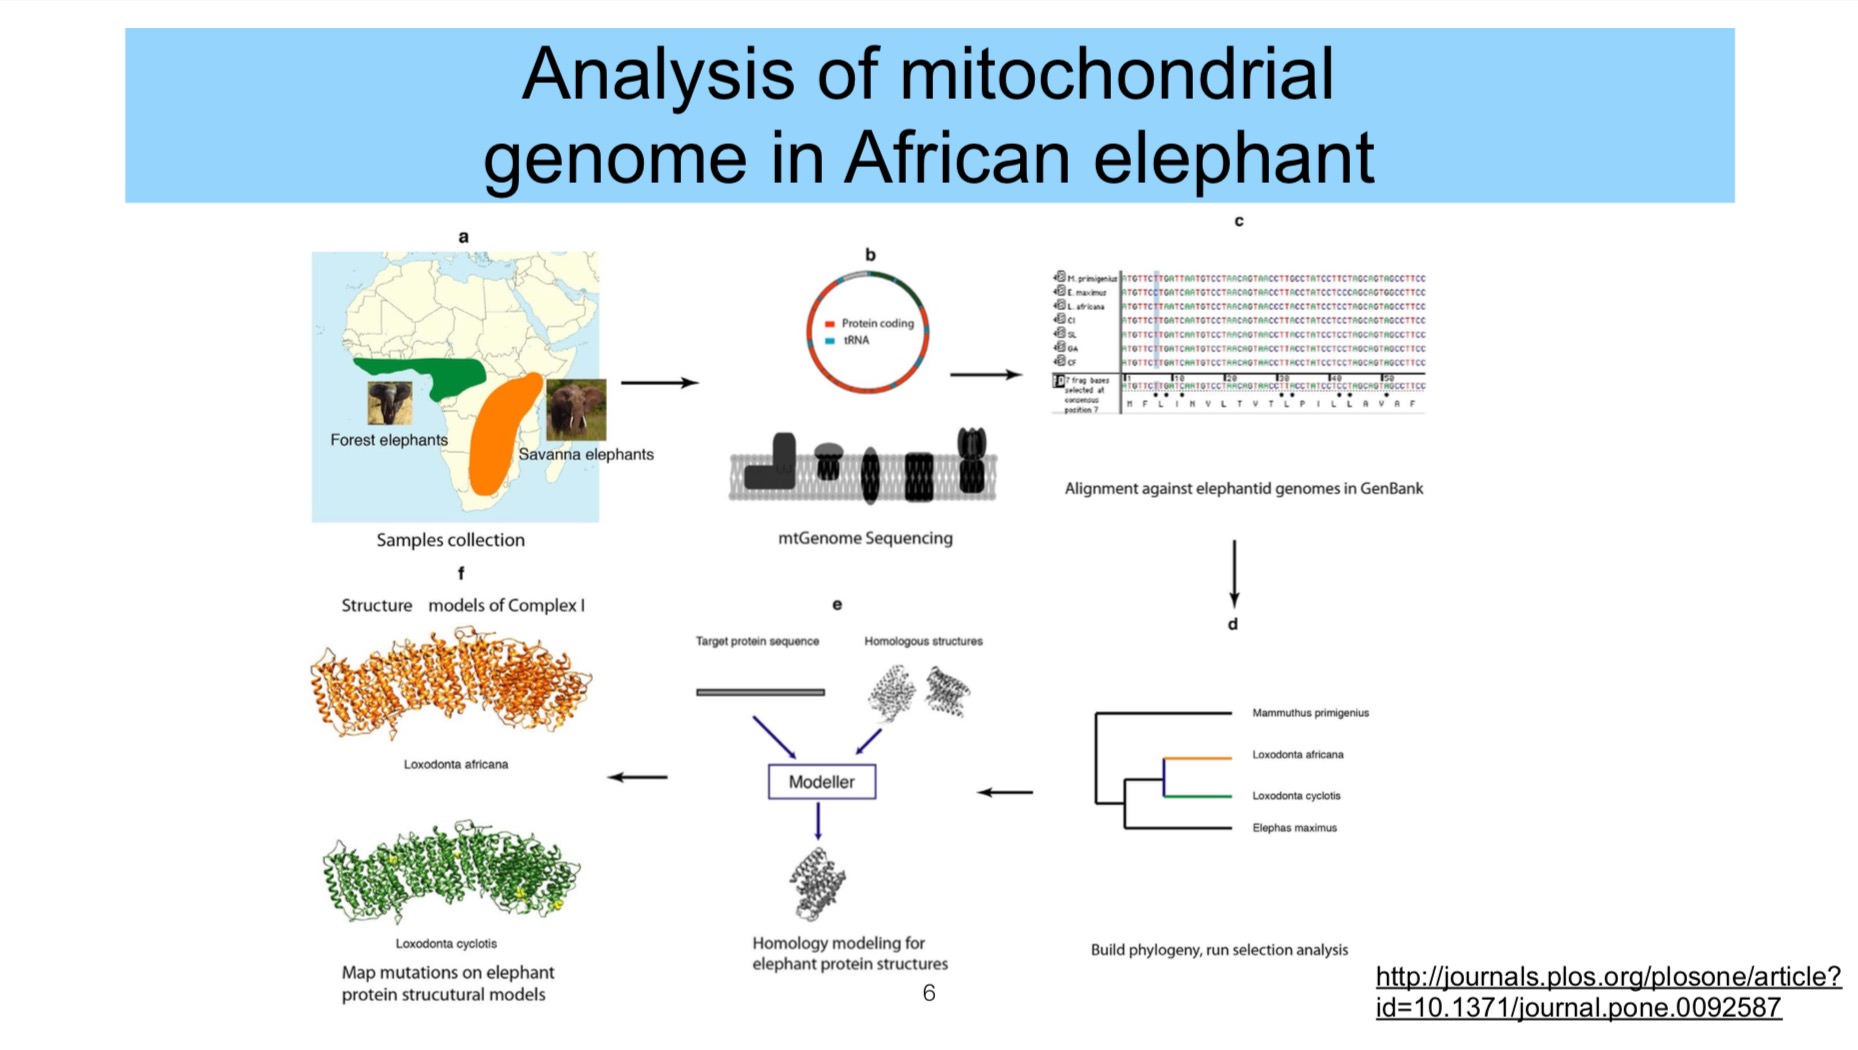 Analysis of mitochondrial
genome in African elephant
a
Forest elephants
Savanna elephants
Samples collection
b
Protein coding
tRNA
mtGenome Sequencing
c
M. primigenius
E. maximus
L. africana
CI
SL
GA
CF
7 frag bases
selected at
consensus
position 7
M F L I N V L T V T L P I L L A V A F
Alignment against elephantid genomes in GenBank
d
Mammuthus primigenius
Loxodonta africana
Loxodonta cyclotis
Elephas maximus
Build phylogeny, run selection analysis
e
Target protein sequence
Homologous structures
Modeller
Homology modeling for
elephant protein structures
f
Structure models of Complex I
Loxodonta africana
Loxodonta cyclotis
Map mutations on elephant
protein strucutural models
6
http://journals.plos.org/plosone/article?
id=10.1371/journal.pone.0092587